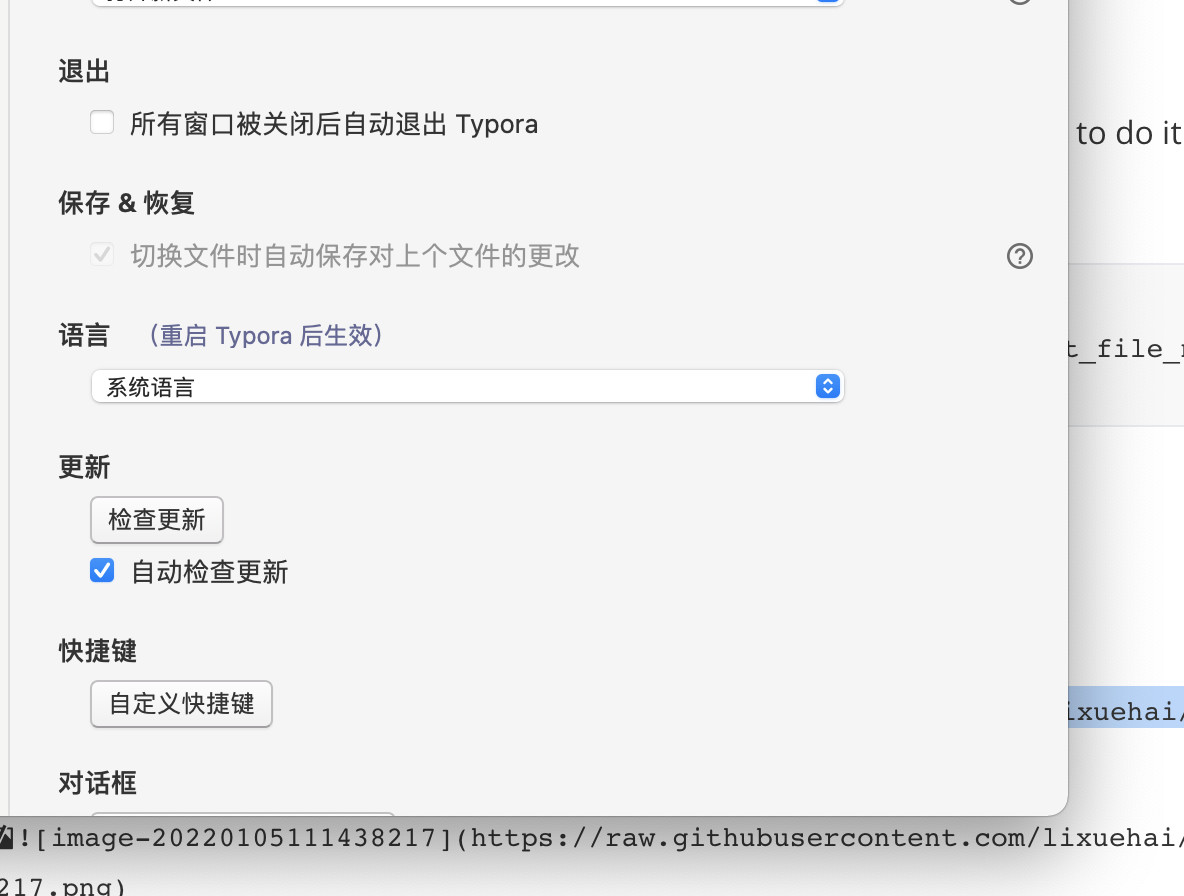 退出
所有窗口被关闭后自动退出 Typora
to do it
保存 & 恢复
切换文件时自动保存对上个文件的更改
语言 （重启 Typora 后生效）
t_file_
系统语言
更新
检查更新
自动检查更新
快捷键
自定义快捷键
ixuehai/
对话框
![image-20220105111438217](https://raw.githubusercontent.com/lixuehai/
217.png)